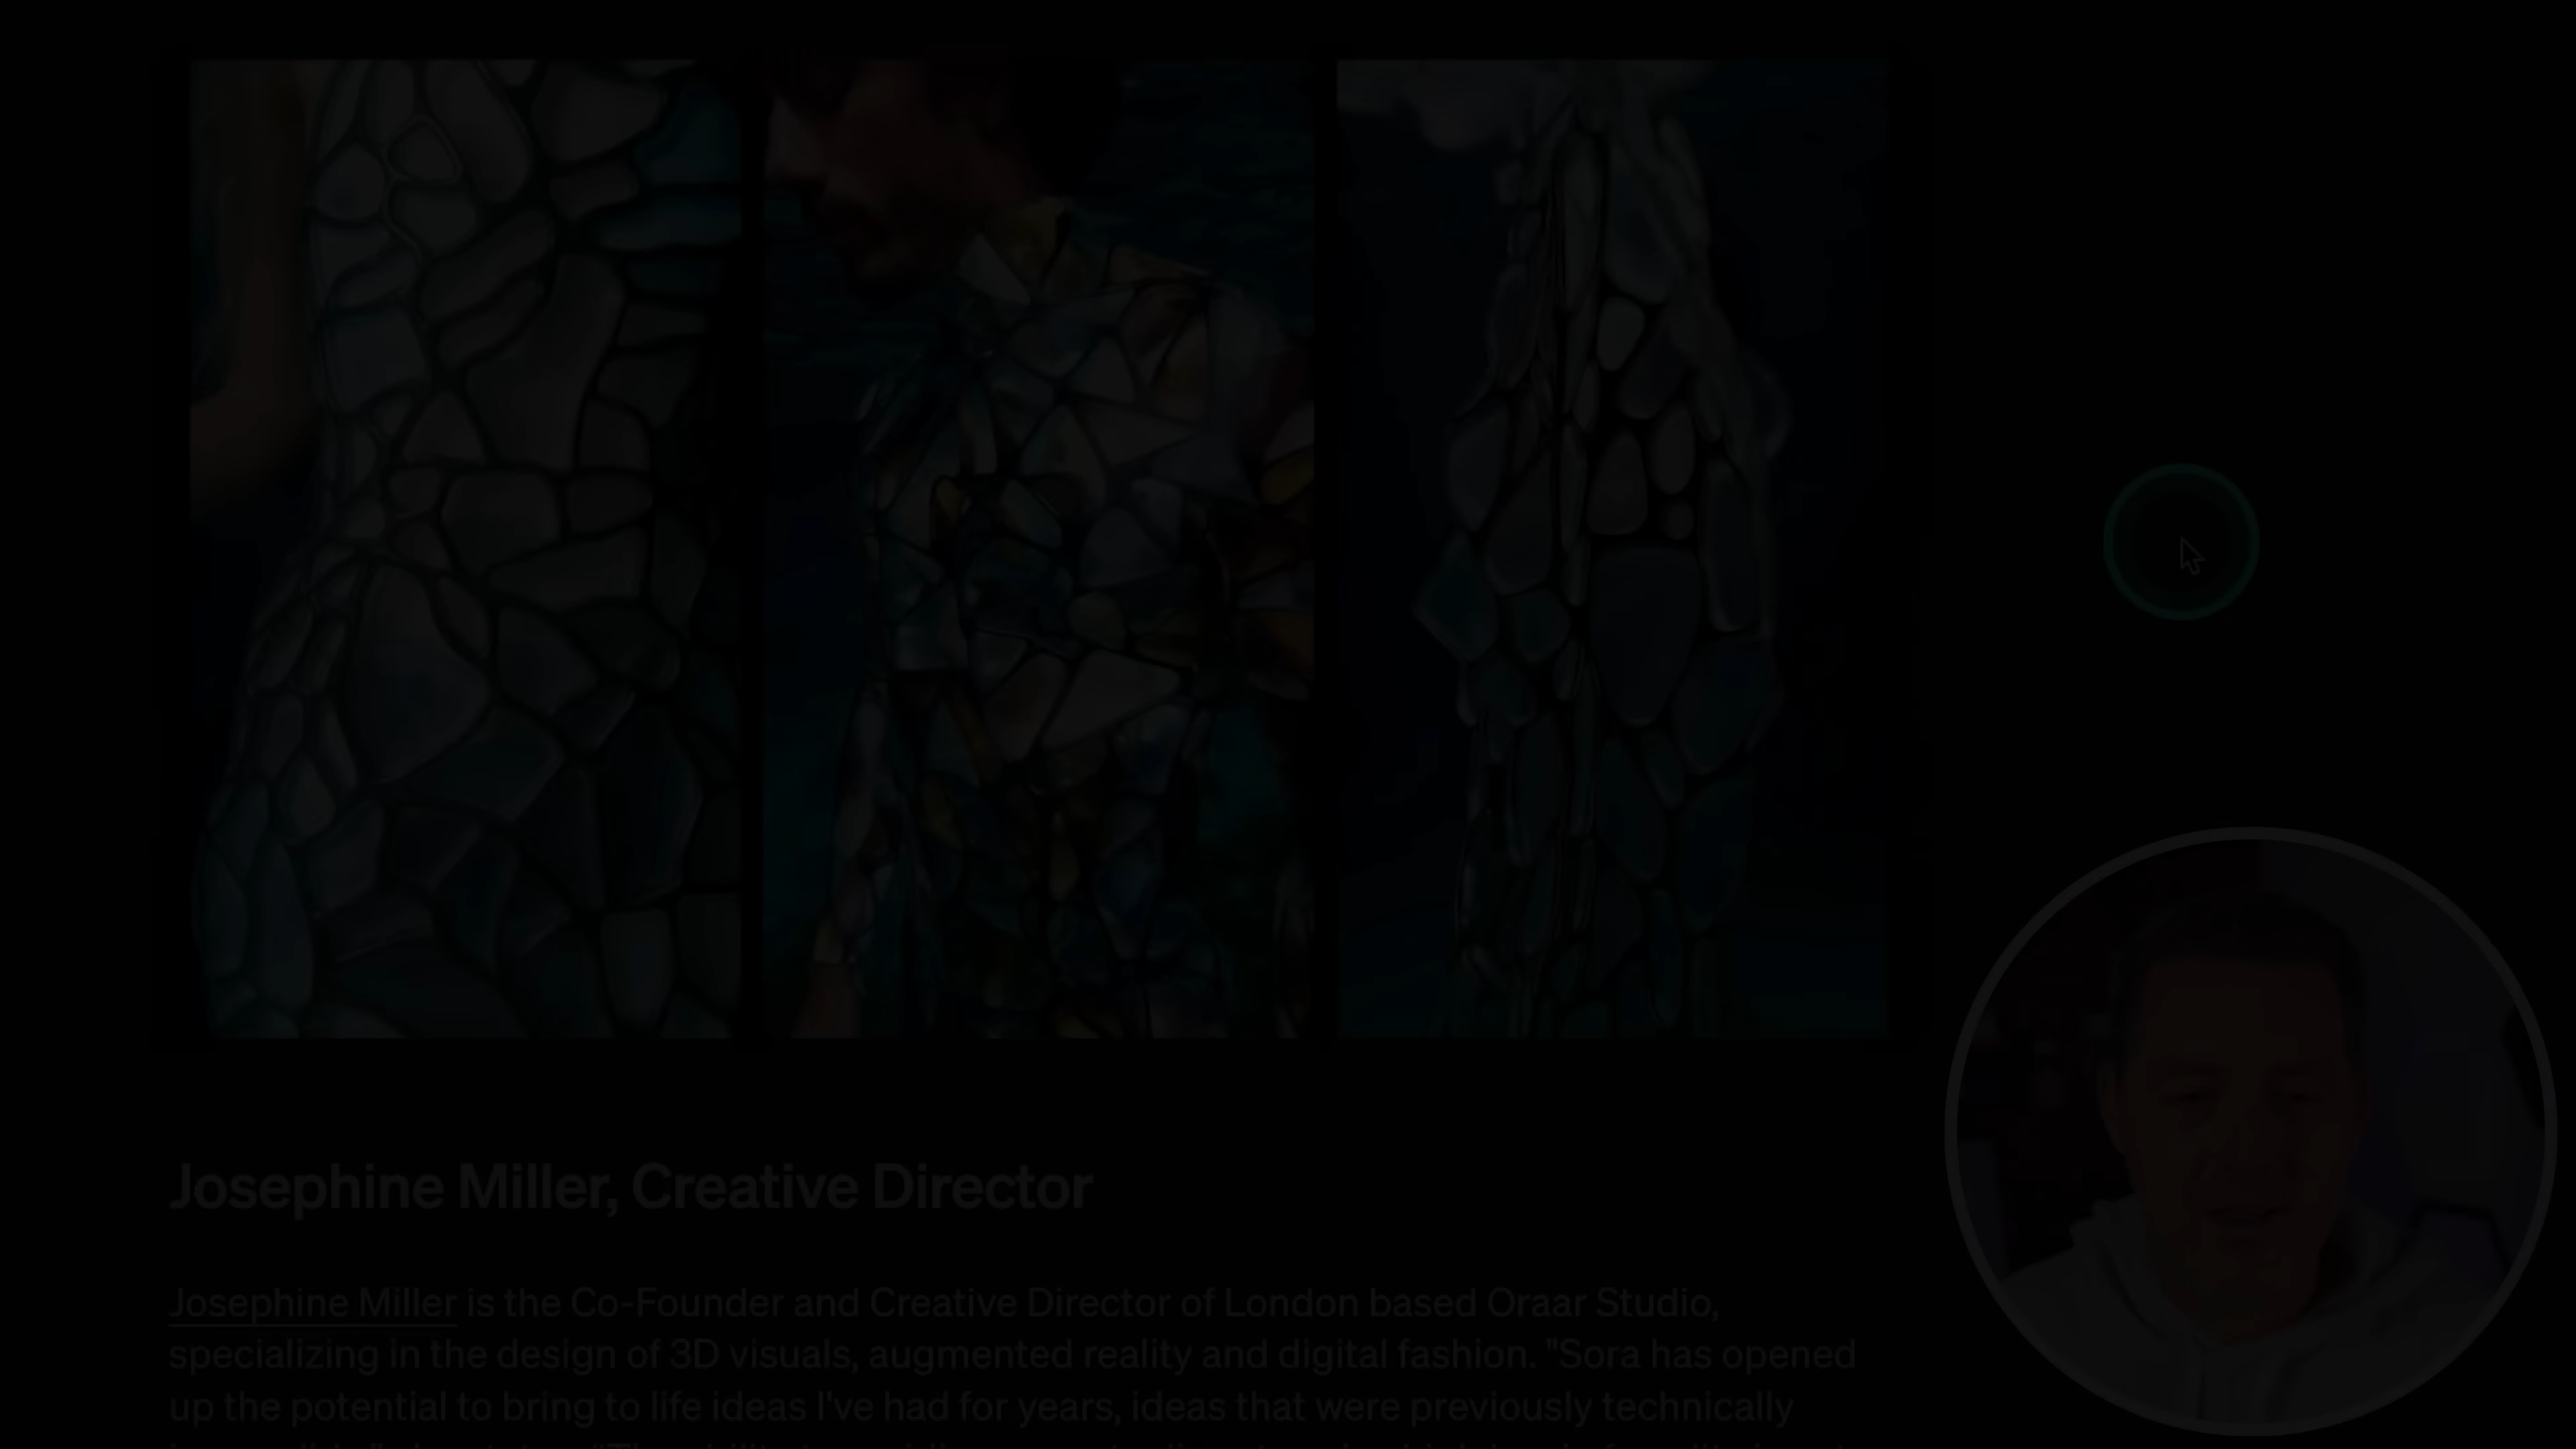 Josephine Miller, Creative Director
Josephine Miller is the Co-Founder and Creative Director of London based Oraar Studio,
specializing in the design of 3D visuals, augmented reality and digital fashion. "Sora has opened
up the potential to bring to life ideas I've had for years, ideas that were previously technically